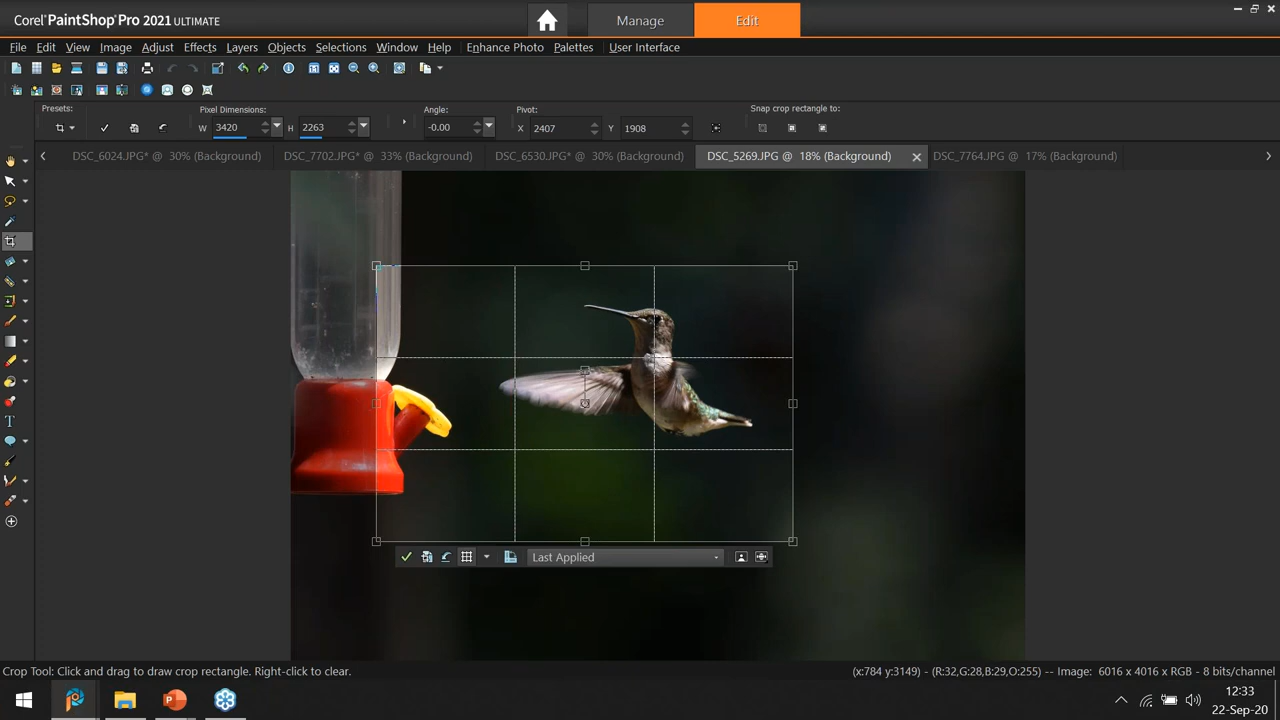 Corel® PaintShop® Pro 2021 ULTIMATE
Manage
Edit
File Edit View Image Adjust Effects Layers Objects Selections Window Help Enhance Photo Palettes User Interface
Presets: Pixel Dimensions: Angle: Pivot: Snap crop rectangle to:
W 3420 H 2263 -0.00 X 2407 Y 1908
DSC_6024.JPG* @ 30% (Background) DSC_7702.JPG* @ 33% (Background) DSC_6530.JPG* @ 30% (Background) DSC_5269.JPG @ 18% (Background) DSC_7764.JPG @ 17% (Background)
T
Last Applied
Crop Tool: Click and drag to draw crop rectangle. Right-click to clear. (x:784 y:3149) - (R:32,G:28,B:29,O:255) -- Image: 6016 x 4016 x RGB - 8 bits/channel
12:33
22-Sep-20